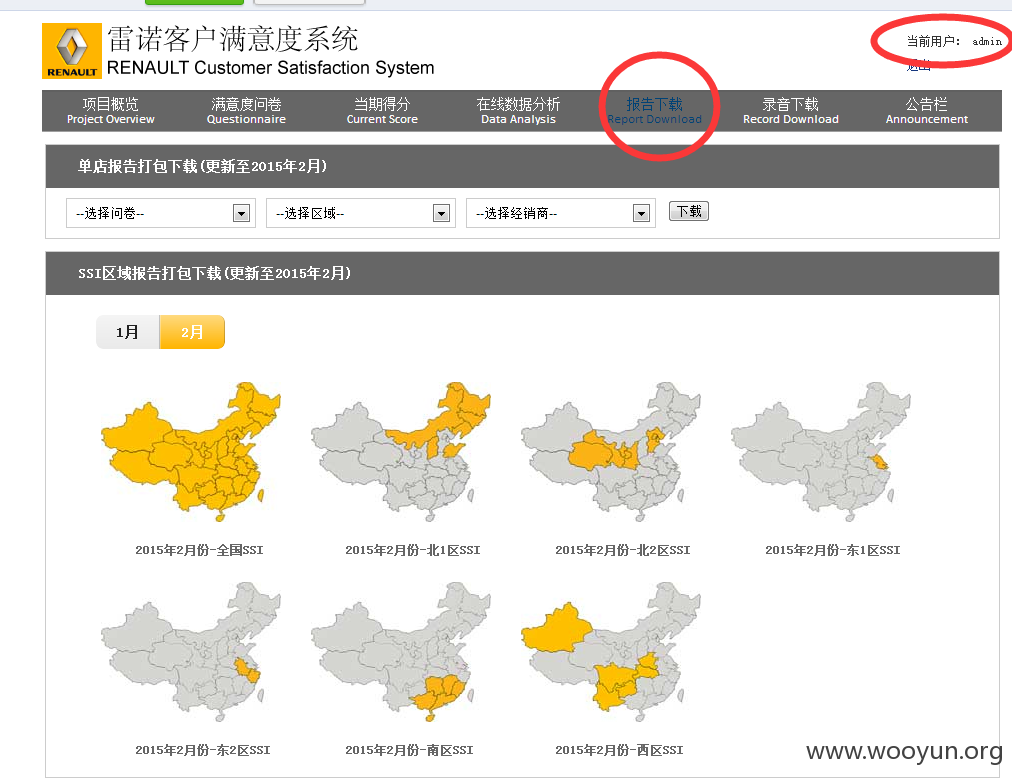 雷诺客户满意度系统
RENAULT
RENAULT Customer Satisfaction System
当前用户： admin
退出
项目概览 满意度问卷 当期得分 在线数据分析 报告下载 录音下载 公告栏
Project Overview Questionnaire Current Score Data Analysis Report Download Record Download Announcement
单店报告打包下载(更新至2015年2月)
--选择问卷-- --选择区域-- --选择经销商-- 下载
SSI区域报告打包下载(更新至2015年2月)
1月 2月
2015年2月份-全国SSI 2015年2月份-北1区SSI 2015年2月份-北2区SSI 2015年2月份-东1区SSI
2015年2月份-东2区SSI 2015年2月份-南区SSI 2015年2月份-西区SSI
www.wooyun.org